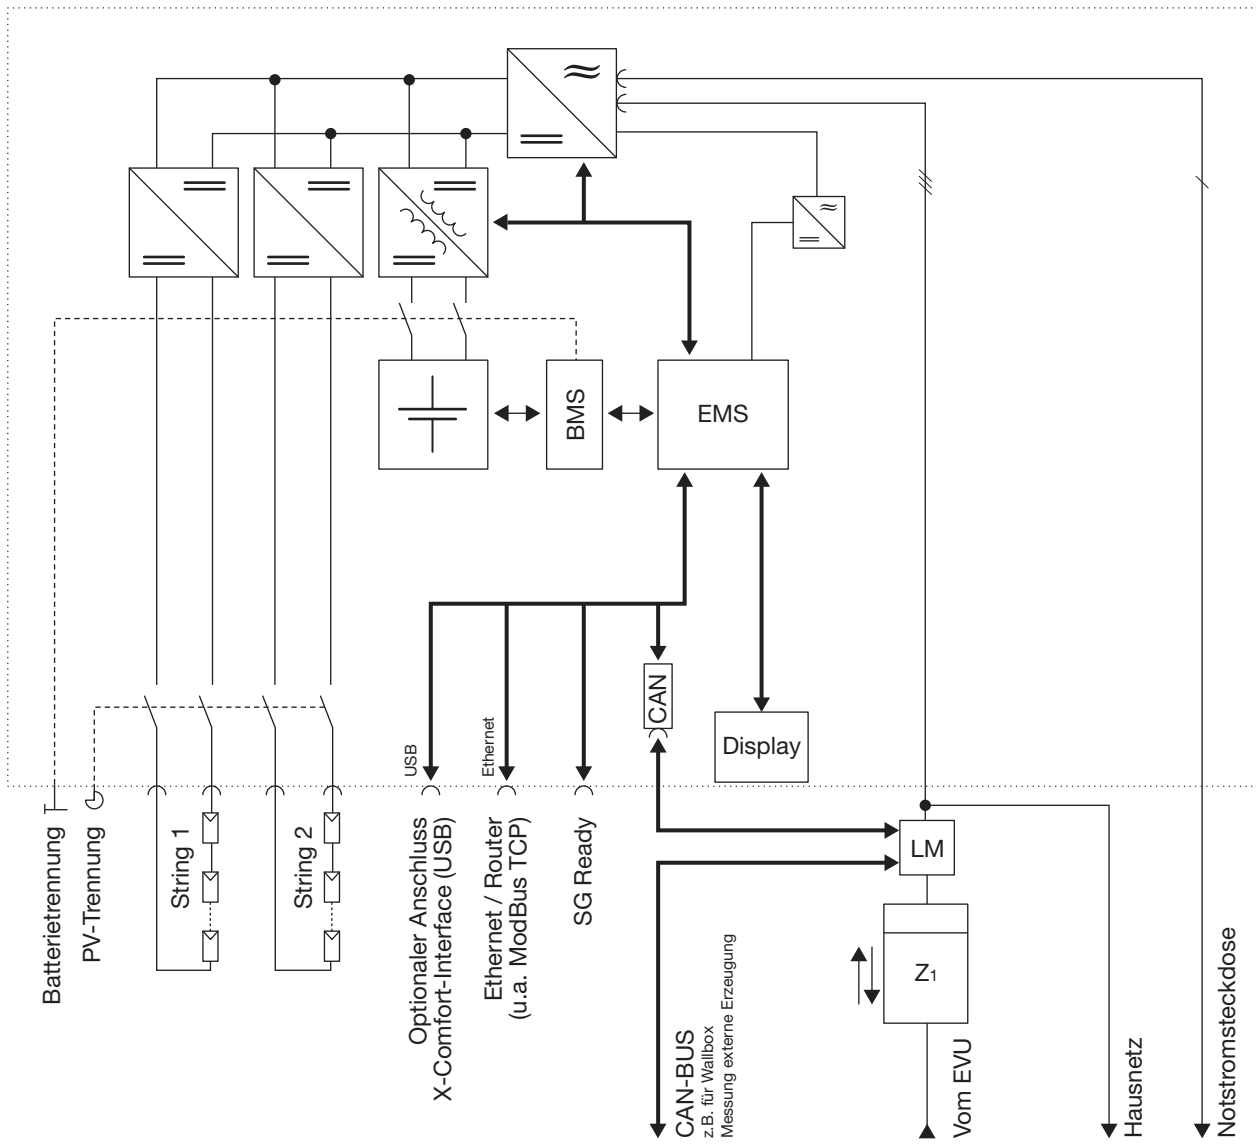 BMS
EMS
CAN
Display
USB
Ethernet
Batterietrennung
PV-Trennung
String 1
String 2
Optionaler Anschluss
X-Comfort-Interface (USB)
Ethernet / Router
(u.a. ModBus TCP)
SG Ready
CAN-BUS
z.B. für Wallbox
Messung externe Erzeugung
LM
Z1
Vom EVU
Hausnetz
Notstromsteckdose